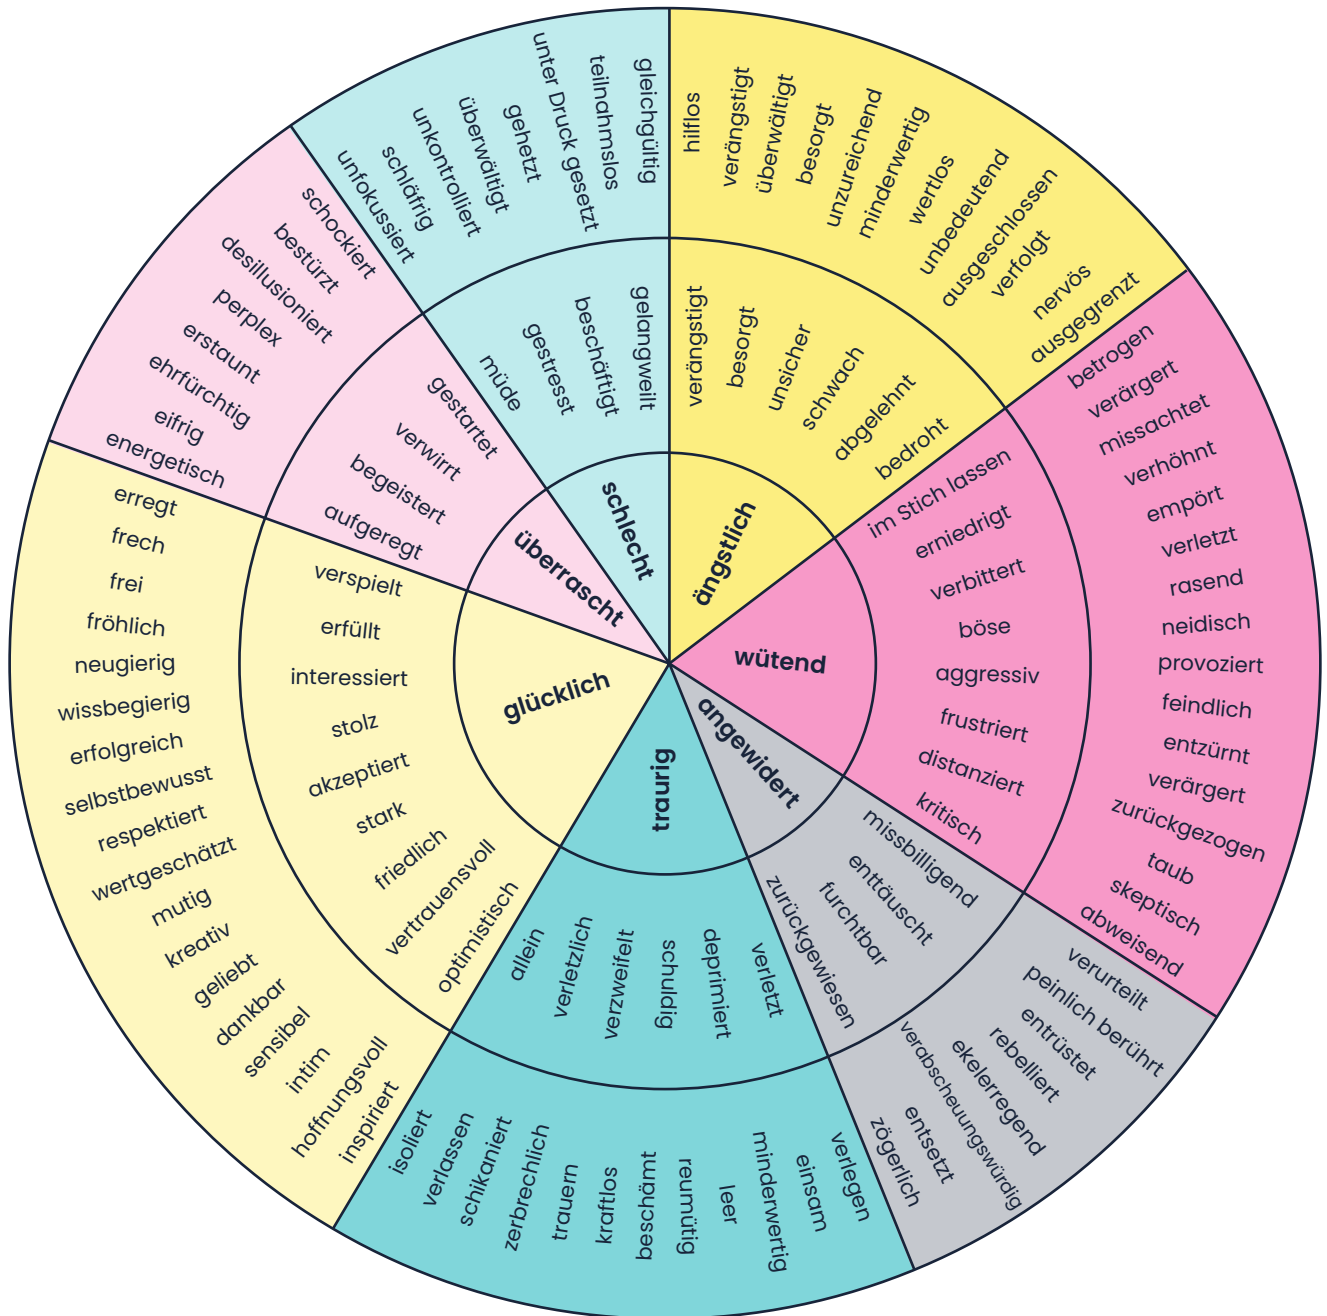 ängstlich
wütend
angewidert
traurig
glücklich
überrascht
schlecht
verängstigt
besorgt
unsicher
schwach
abgelehnt
bedroht
im Stich lassen
erniedrigt
verbittert
böse
aggressiv
frustriert
distanziert
kritisch
missbilligend
enttäuscht
furchtbar
zurückgewiesen
verletzt
deprimiert
schuldig
verzweifelt
verletzlich
allein
optimistisch
vertrauensvoll
friedlich
stark
akzeptiert
stolz
interessiert
erfüllt
verspielt
aufgeregt
begeistert
verwirrt
gestartet
müde
gestresst
beschäftigt
gelangweilt
hilflos
verängstigt
überwältigt
besorgt
unzureichend
minderwertig
wertlos
unbedeutend
ausgeschlossen
verfolgt
nervös
ausgegrenzt
betrogen
verärgert
missachtet
verhöhnt
empört
verletzt
rasend
neidisch
provoziert
feindlich
entzürnt
verärgert
zurückgezogen
taub
skeptisch
abweisend
verurteilt
peinlich berührt
entrüstet
rebelliert
ekelerregend
verabscheuungswürdig
entsetzt
zögerlich
verlegen
einsam
minderwertig
leer
reumütig
beschämt
kraftlos
trauern
zerbrechlich
schikaniert
verlassen
isoliert
inspiriert
hoffnungsvoll
intim
sensibel
dankbar
geliebt
kreativ
mutig
wertgeschätzt
respektiert
selbstbewusst
erfolgreich
wissbegierig
neugierig
fröhlich
frei
frech
erregt
energetisch
eifrig
ehrfürchtig
erstaunt
perplex
desillusioniert
bestürzt
schockiert
unfokussiert
schläfrig
unkontrolliert
überwältigt
gehetzt
unter Druck gesetzt
teilnahmslos
gleichgültig